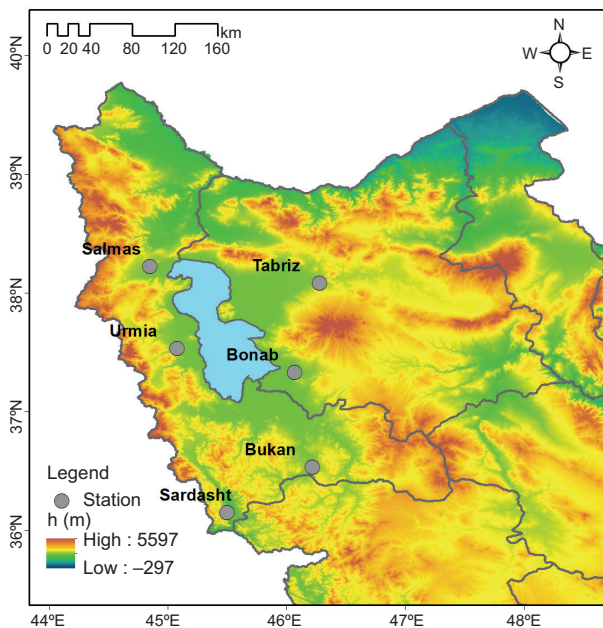 0 20 40 80 120 160
km
N
W E
S
40°N
39°N
38°N
37°N
36°N
Salmas
Tabriz
Urmia
Bonab
Bukan
Sardasht
Legend
Station
h (m)
High : 5597
Low : –297
44°E 45°E 46°E 47°E 48°E